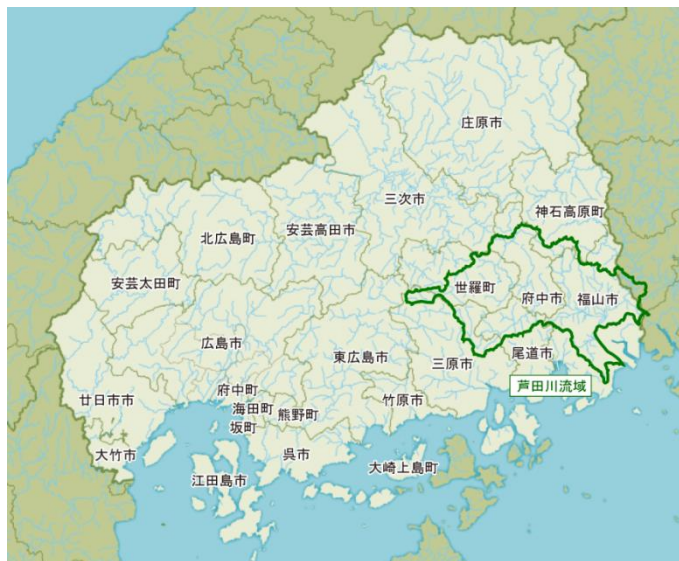 庄原市
三次市
神石高原町
安芸高田市
北広島町
安芸太田町
世羅町
府中市
福山市
広島市
東広島市
三原市
尾道市
芦田川流域
府中町
廿日市市
海田町
熊野町
竹原市
坂町
大竹市
呉市
大崎上島町
江田島市